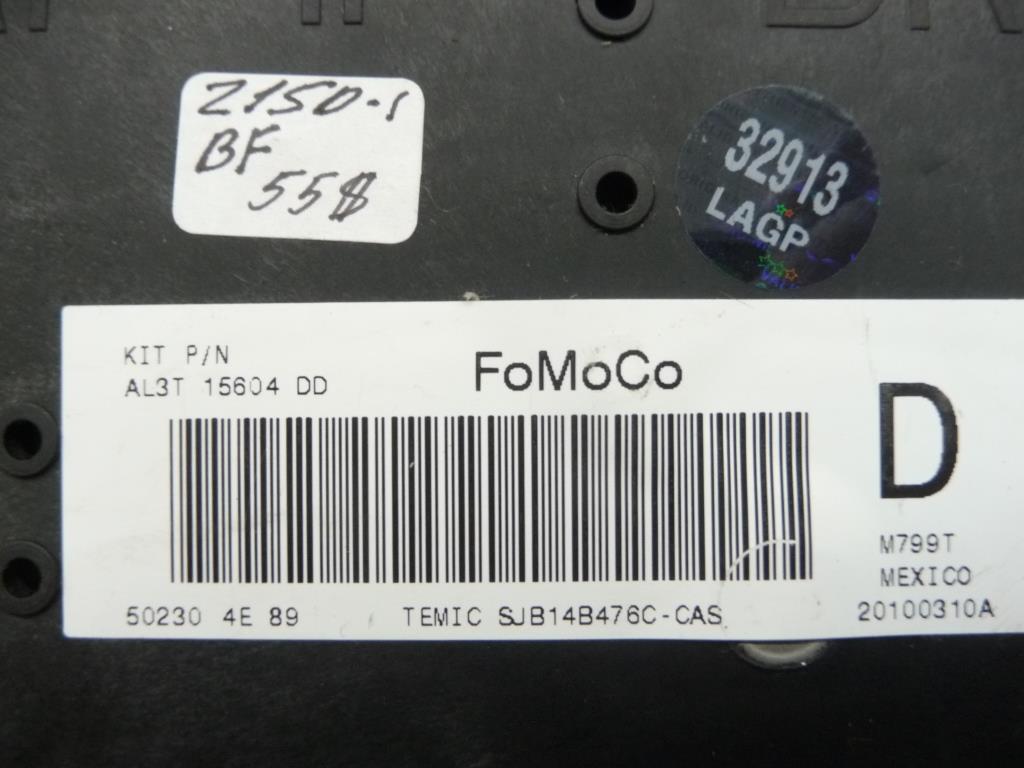 2150-1
BF
55$
32913
LAGP
KIT P/N
AL3T 15604 DD
FoMoCo
D
M799T
MEXICO
50230 4E 89
TEMIC SJB14B476C-CAS
20100310A